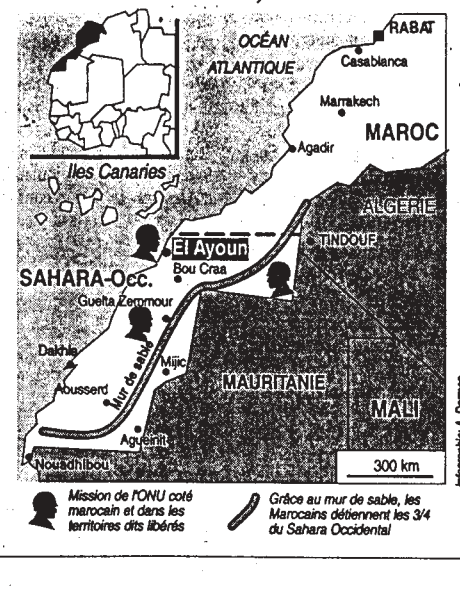 RABAT
OCÉAN
ATLANTIQUE
Casablanca
Marrakech
MAROC
Agadir
Iles Canaries
ALGÉRIE
El Ayoun
TINDOUF
SAHARA-Occ.
Bou Craa
Guelta Zemmour
Dakhla
Mur de sable
Mijic
Aousserd
MAURITANIE
MALI
Agueinit
Nouadhibou
300 km
Mission de l'ONU coté
marocain et dans les
territoires dits libérés
Grâce au mur de sable, les
Marocains détiennent les 3/4
du Sahara Occidental